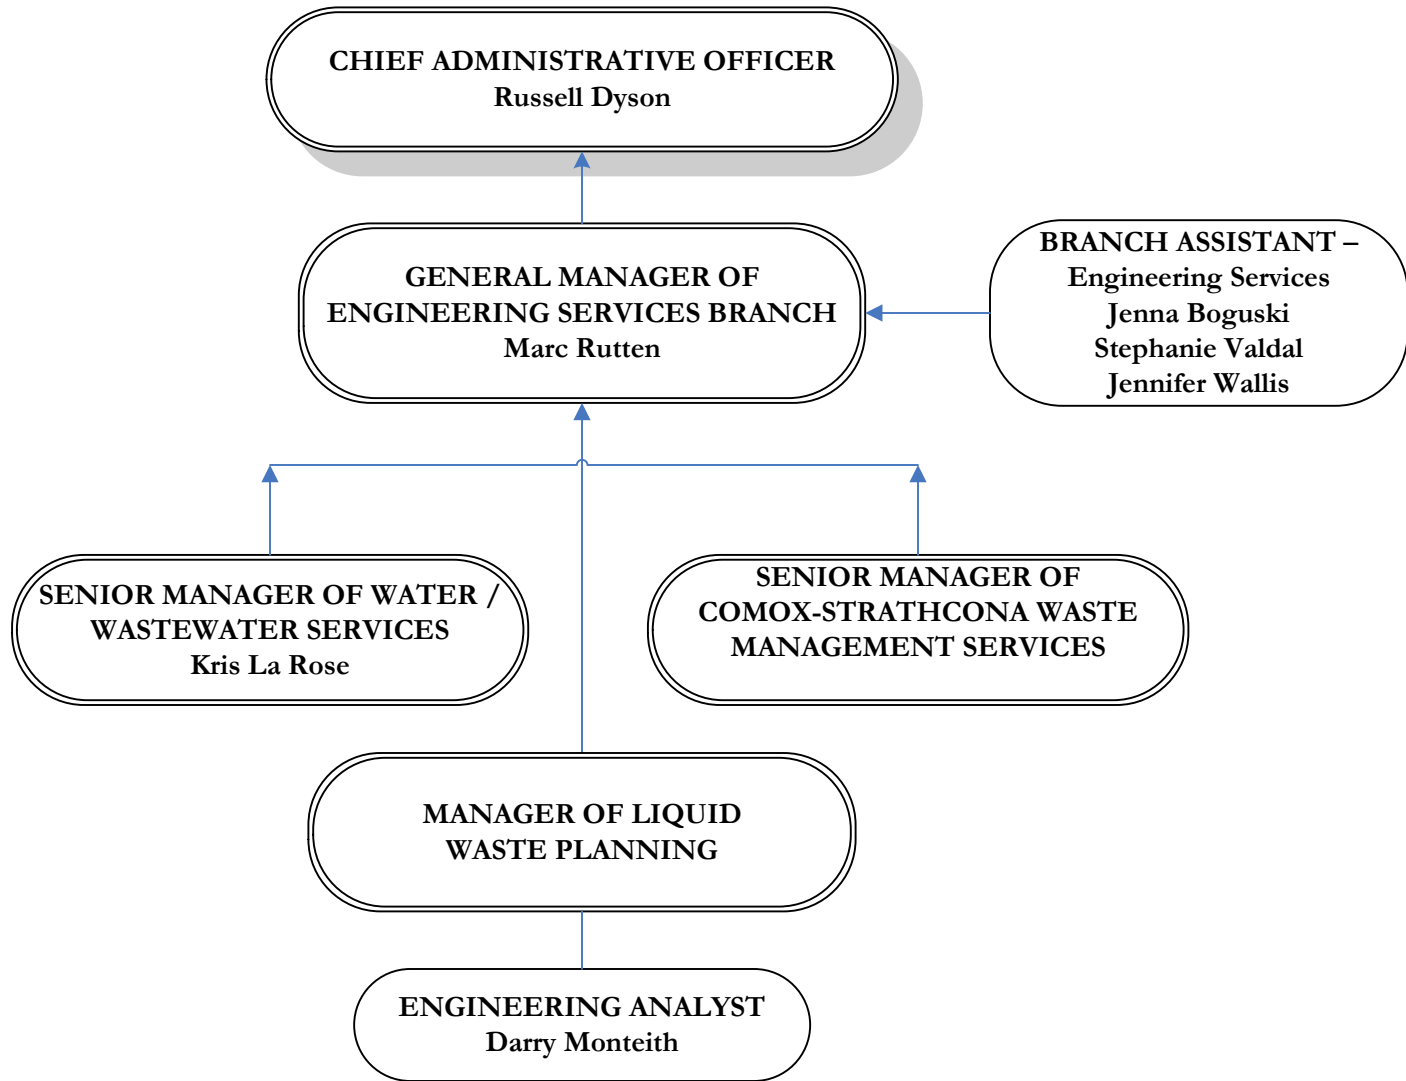 CHIEF ADMINISTRATIVE OFFICER
Russell Dyson
GENERAL MANAGER OF
ENGINEERING SERVICES BRANCH
Marc Rutten
BRANCH ASSISTANT –
Engineering Services
Jenna Boguski
Stephanie Valdal
Jennifer Wallis
SENIOR MANAGER OF WATER /
WASTEWATER SERVICES
Kris La Rose
SENIOR MANAGER OF
COMOX-STRATHCONA WASTE
MANAGEMENT SERVICES
MANAGER OF LIQUID
WASTE PLANNING
ENGINEERING ANALYST
Darry Monteith